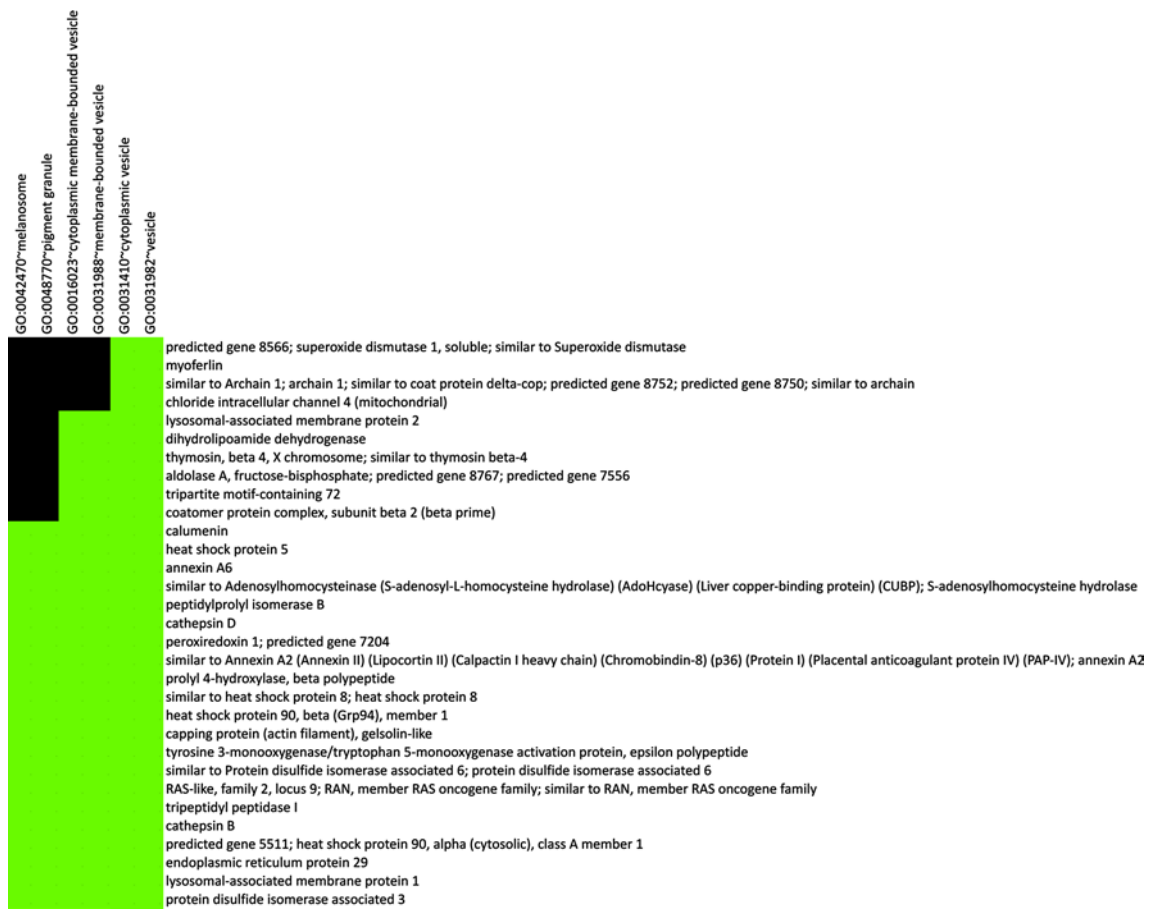 GO:0042470~melanosome
GO:0048770~pigment granule
GO:0016023~cytoplasmic membrane-bounded vesicle
GO:0031988~membrane-bounded vesicle
GO:0031410~cytoplasmic vesicle
GO:0031982~vesicle
predicted gene 8566; superoxide dismutase 1, soluble; similar to Superoxide dismutase
myoferlin
similar to Archain 1; archain 1; similar to coat protein delta-cop; predicted gene 8752; predicted gene 8750; similar to archain
chloride intracellular channel 4 (mitochondrial)
lysosomal-associated membrane protein 2
dihydrolipoamide dehydrogenase
thymosin, beta 4, X chromosome; similar to thymosin beta-4
aldolase A, fructose-bisphosphate; predicted gene 8767; predicted gene 7556
tripartite motif-containing 72
coatomer protein complex, subunit beta 2 (beta prime)
calumenin
heat shock protein 5
annexin A6
similar to Adenosylhomocysteinase (S-adenosyl-L-homocysteine hydrolase) (AdoHcyase) (Liver copper-binding protein) (CUBP); S-adenosylhomocysteine hydrolase
peptidylprolyl isomerase B
cathepsin D
peroxiredoxin 1; predicted gene 7204
similar to Annexin A2 (Annexin II) (Lipocortin II) (Calpactin I heavy chain) (Chromobindin-8) (p36) (Protein I) (Placental anticoagulant protein IV) (PAP-IV); annexin A2
prolyl 4-hydroxylase, beta polypeptide
similar to heat shock protein 8; heat shock protein 8
heat shock protein 90, beta (Grp94), member 1
capping protein (actin filament), gelsolin-like
tyrosine 3-monooxygenase/tryptophan 5-monooxygenase activation protein, epsilon polypeptide
similar to Protein disulfide isomerase associated 6; protein disulfide isomerase associated 6
RAS-like, family 2, locus 9; RAN, member RAS oncogene family; similar to RAN, member RAS oncogene family
tripeptidyl peptidase I
cathepsin B
predicted gene 5511; heat shock protein 90, alpha (cytosolic), class A member 1
endoplasmic reticulum protein 29
lysosomal-associated membrane protein 1
protein disulfide isomerase associated 3